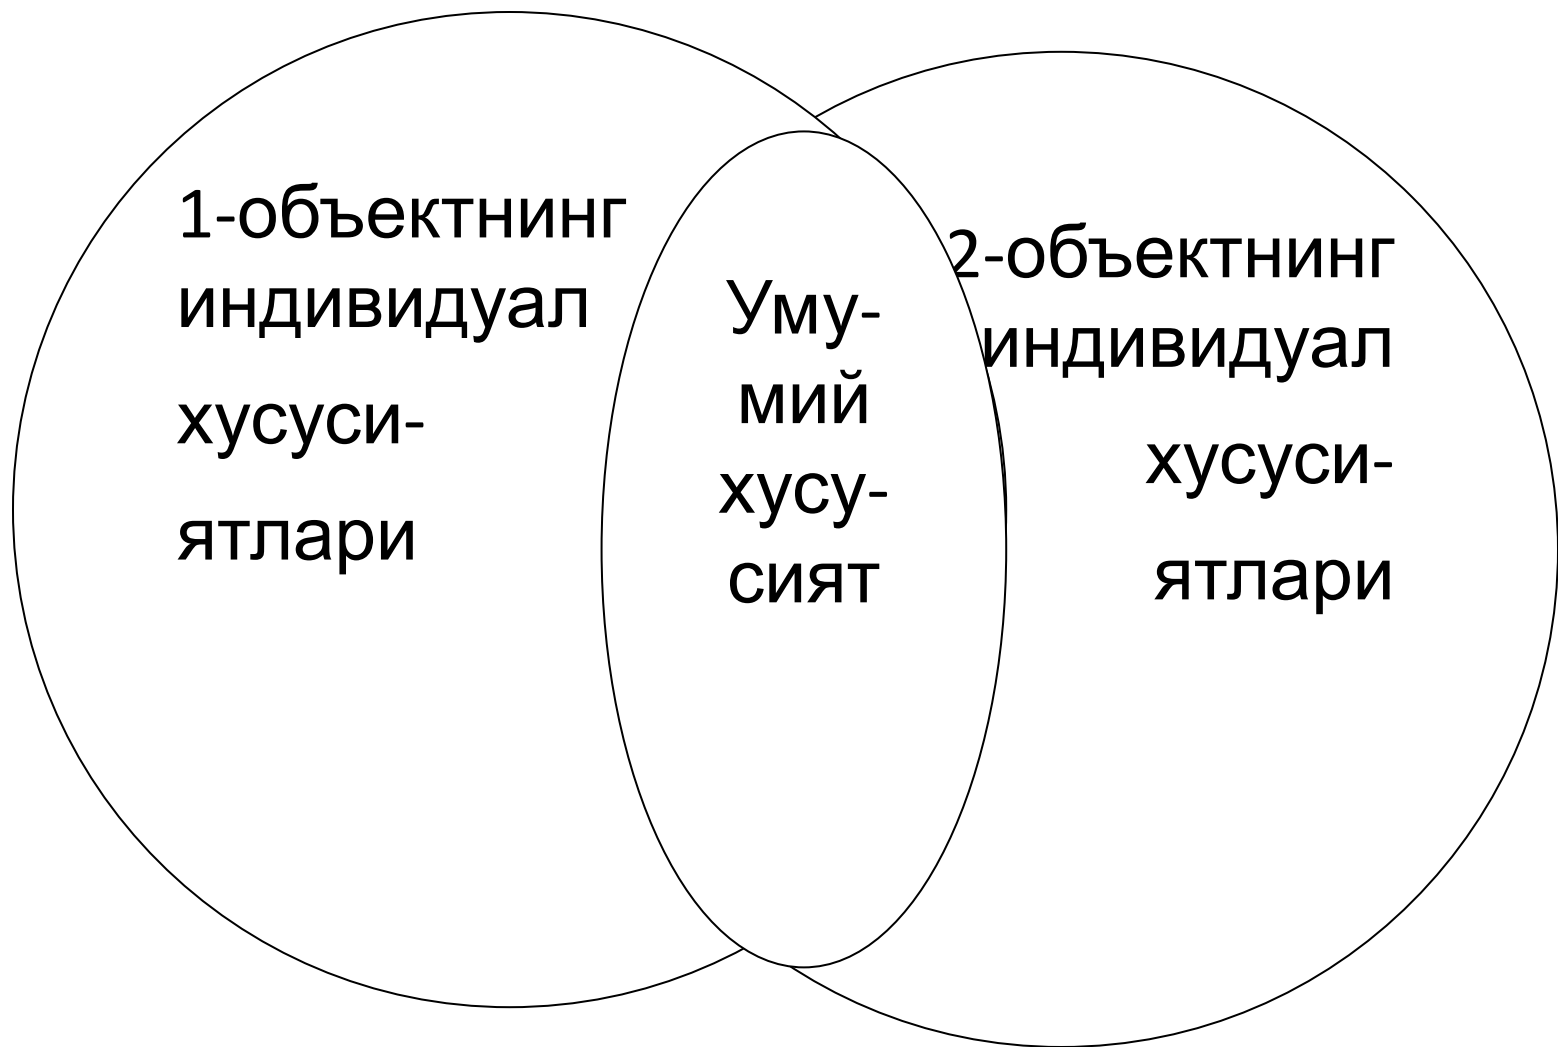 1-объектнинг
индивидуал
хусуси-
ятлари
Уму-
мий
хусу-
сият
2-объектнинг
индивидуал
хусуси-
ятлари